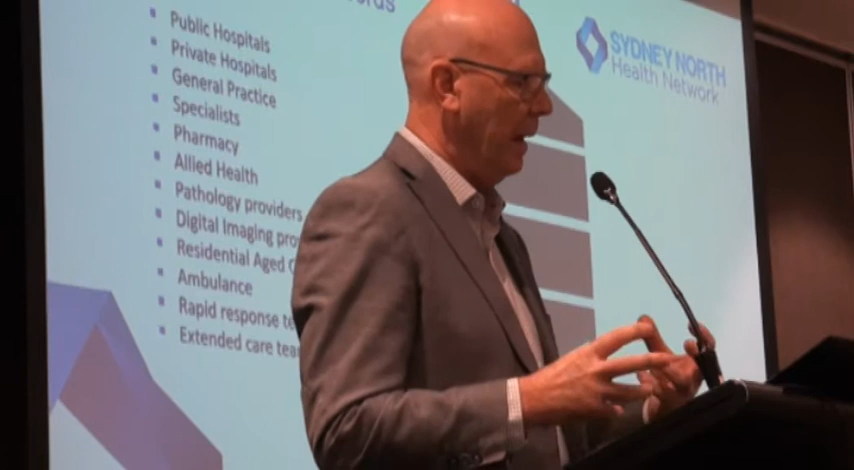 SYDNEY NORTH
Health Network
Public Hospitals
Private Hospitals
General Practice
Specialists
Pharmacy
Allied Health
Pathology providers
Digital Imaging
Residential Aged
Ambulance
Rapid response
Extended care